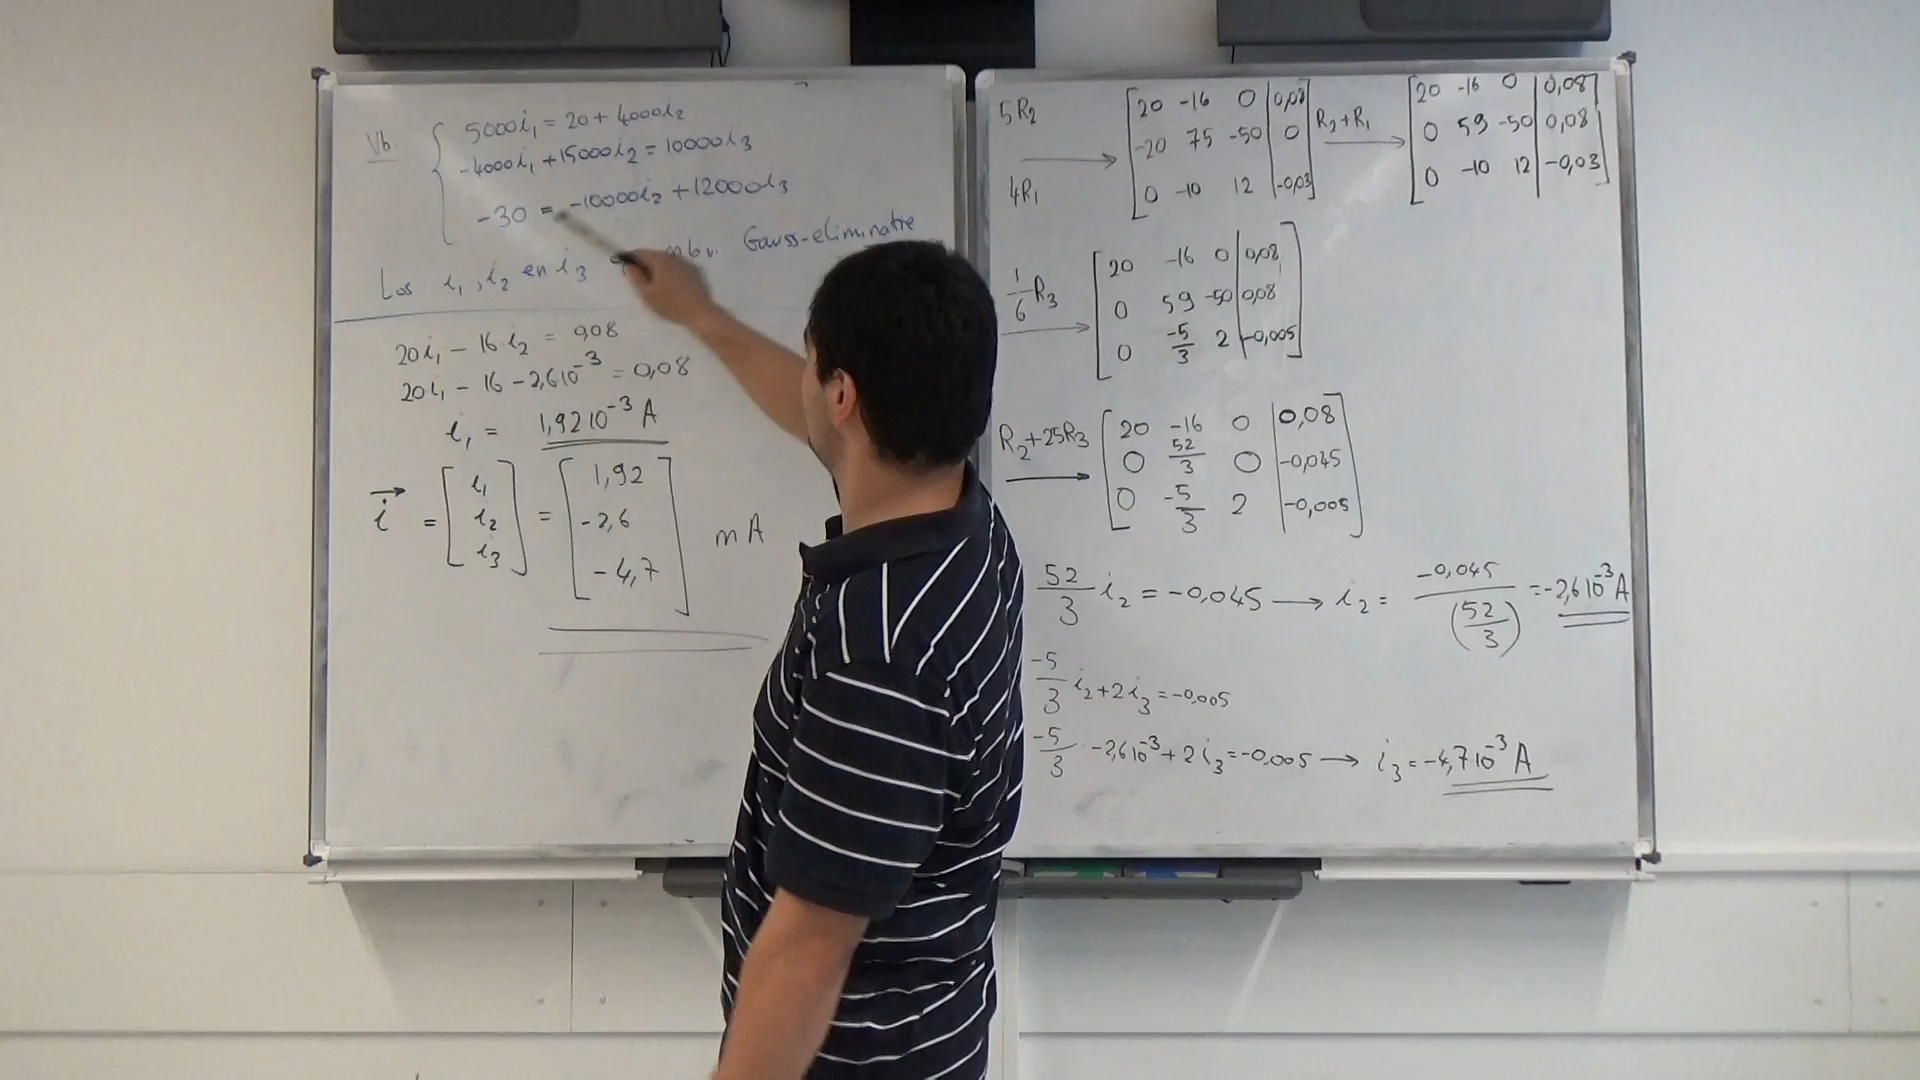 Vb
5000i₁ = 20 + 4000i₂
-4000i₁ + 15000i₂ = 10000i₃
-30 = -10000i₂ + 12000i₃
Los i₁, i₂ en i₃ mbv. Gauss-eliminatie
20i₁ - 16i₂ = 0,08
20i₁ - 16 - 2,6 10⁻³ = 0,08
i₁ = 1,92 10⁻³ A
i = [i₁ i₂ i₃] = [1,92 -2,6 -4,7] mA
5R₂
4R₁
20 -16 0 | 0,08
-20 75 -50 | 0
0 -10 12 | -0,03
R₂+R₁
20 -16 0 | 0,08
0 59 -50 | 0,08
0 -10 12 | -0,03
1/6 R₃
20 -16 0 | 0,08
0 59 -50 | 0,08
0 -5/3 2 | -0,005
R₂+25R₃
20 -16 0 | 0,08
0 52/3 0 | -0,045
0 -5/3 2 | -0,005
52/3 i₂ = -0,045 → i₂ = -0,045/(52/3) = -2,6 10⁻³ A
-5/3 i₂ + 2i₃ = -0,005
-5/3 · -2,6 10⁻³ + 2i₃ = -0,005 → i₃ = -4,7 10⁻³ A